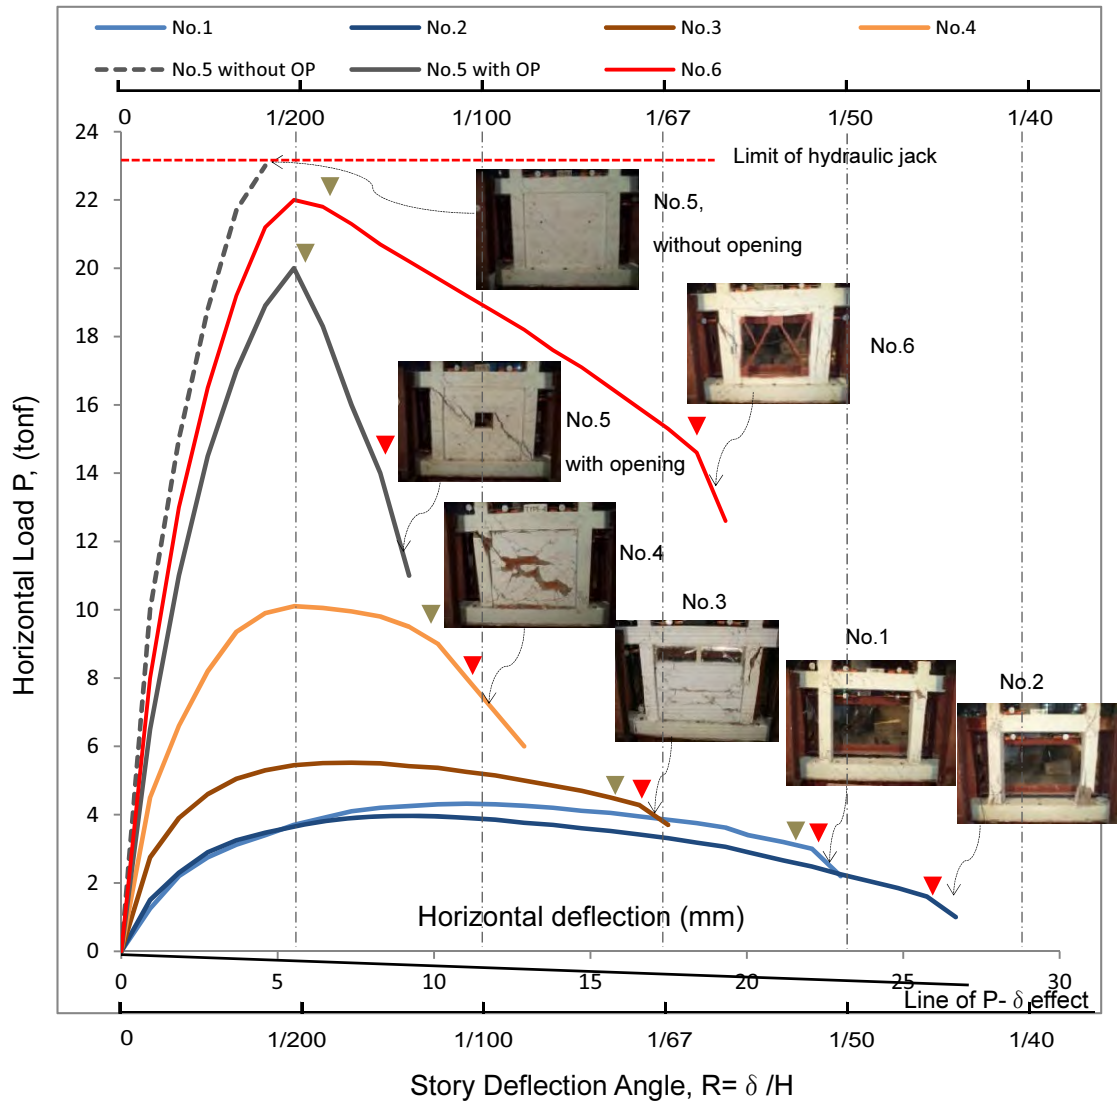 No.1 No.2 No.3 No.4
No.5 without OP No.5 with OP No.6
0 1/200 1/100 1/67 1/50 1/40
24
22
20
18
16
14
12
10
8
6
4
2
0
Horizontal Load P, (tonf)
Limit of hydraulic jack
No.5,
without opening
No.6
No.5
with opening
No.4
No.3
No.1
No.2
Horizontal deflection (mm)
0 5 10 15 20 25 30
Line of P- δ effect
0 1/200 1/100 1/67 1/50 1/40
Story Deflection Angle, R= δ /H